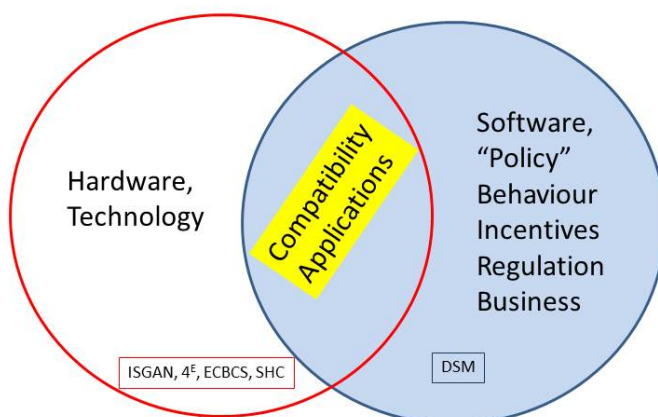 Hardware,
Technology
Compatibility
Applications
Software,
“Policy”
Behaviour
Incentives
Regulation
Business
ISGAN, 4ᴱ, ECBCS, SHC
DSM